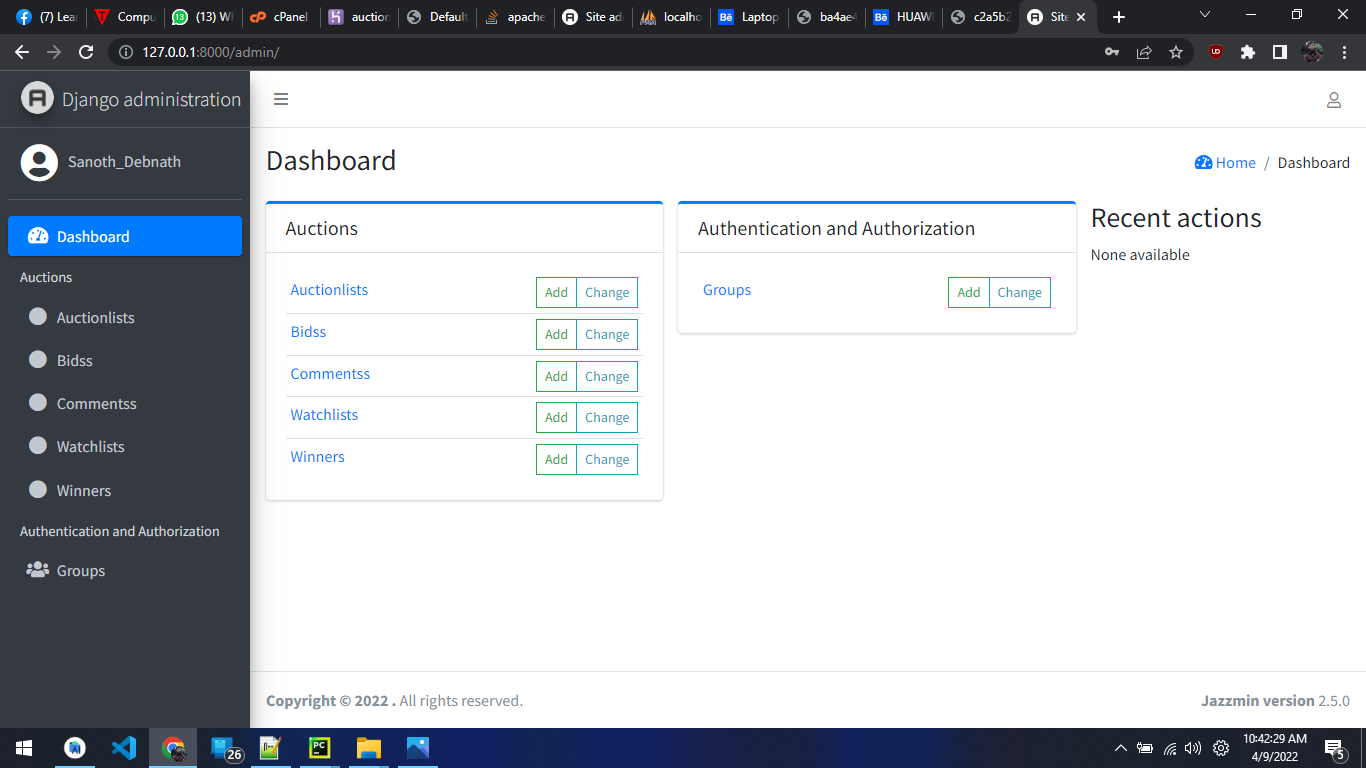 (7) Lea
Compu
(13) W
cPanel
auction
Default
apache
Site ad
localho
Laptop
ba4ae4
HUAWI
c2a5b2
Site
127.0.0.1:8000/admin/
Django administration
Sanoth_Debnath
Dashboard
Auctions
Auctionlists
Bidss
Commentss
Watchlists
Winners
Authentication and Authorization
Groups
Dashboard
Home / Dashboard
Auctions
Auctionlists Add Change
Bidss Add Change
Commentss Add Change
Watchlists Add Change
Winners Add Change
Authentication and Authorization
Groups Add Change
Recent actions
None available
Copyright © 2022 . All rights reserved.
Jazzmin version 2.5.0
26
PC
10:42:29 AM
4/9/2022
5